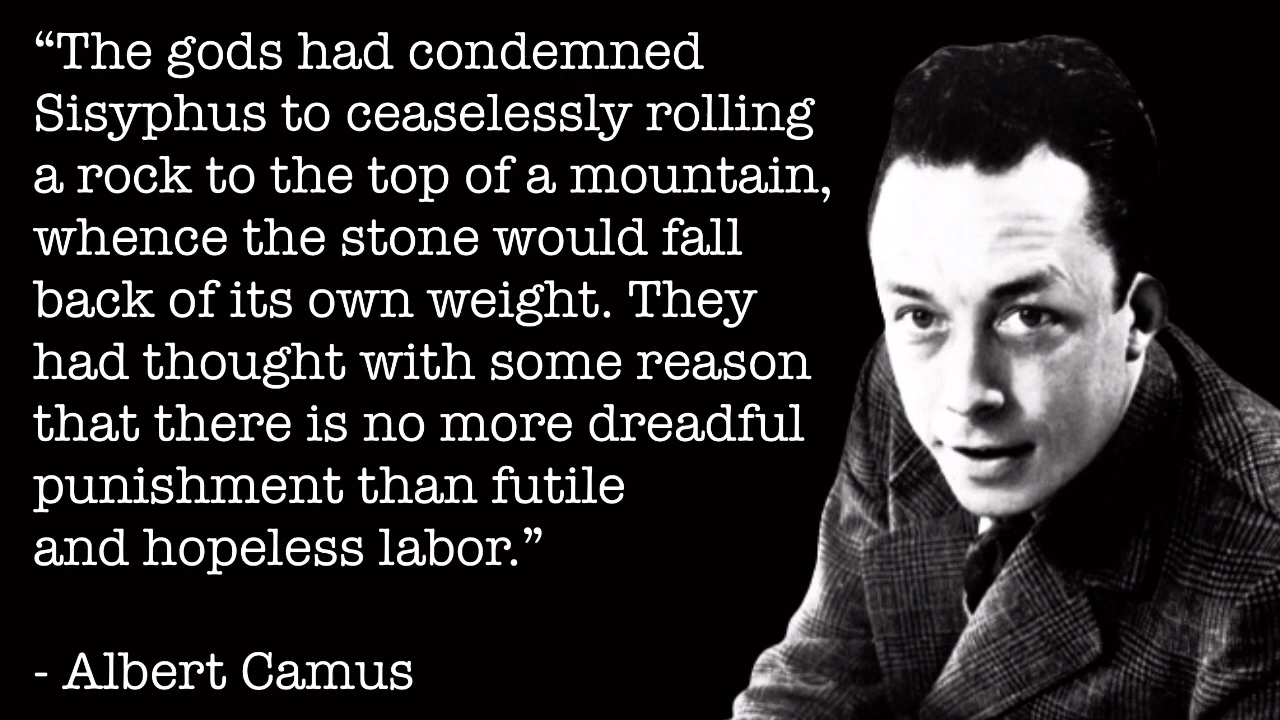 “The gods had condemned
Sisyphus to ceaselessly rolling
a rock to the top of a mountain,
whence the stone would fall
back of its own weight. They
had thought with some reason
that there is no more dreadful
punishment than futile
and hopeless labor.”
- Albert Camus